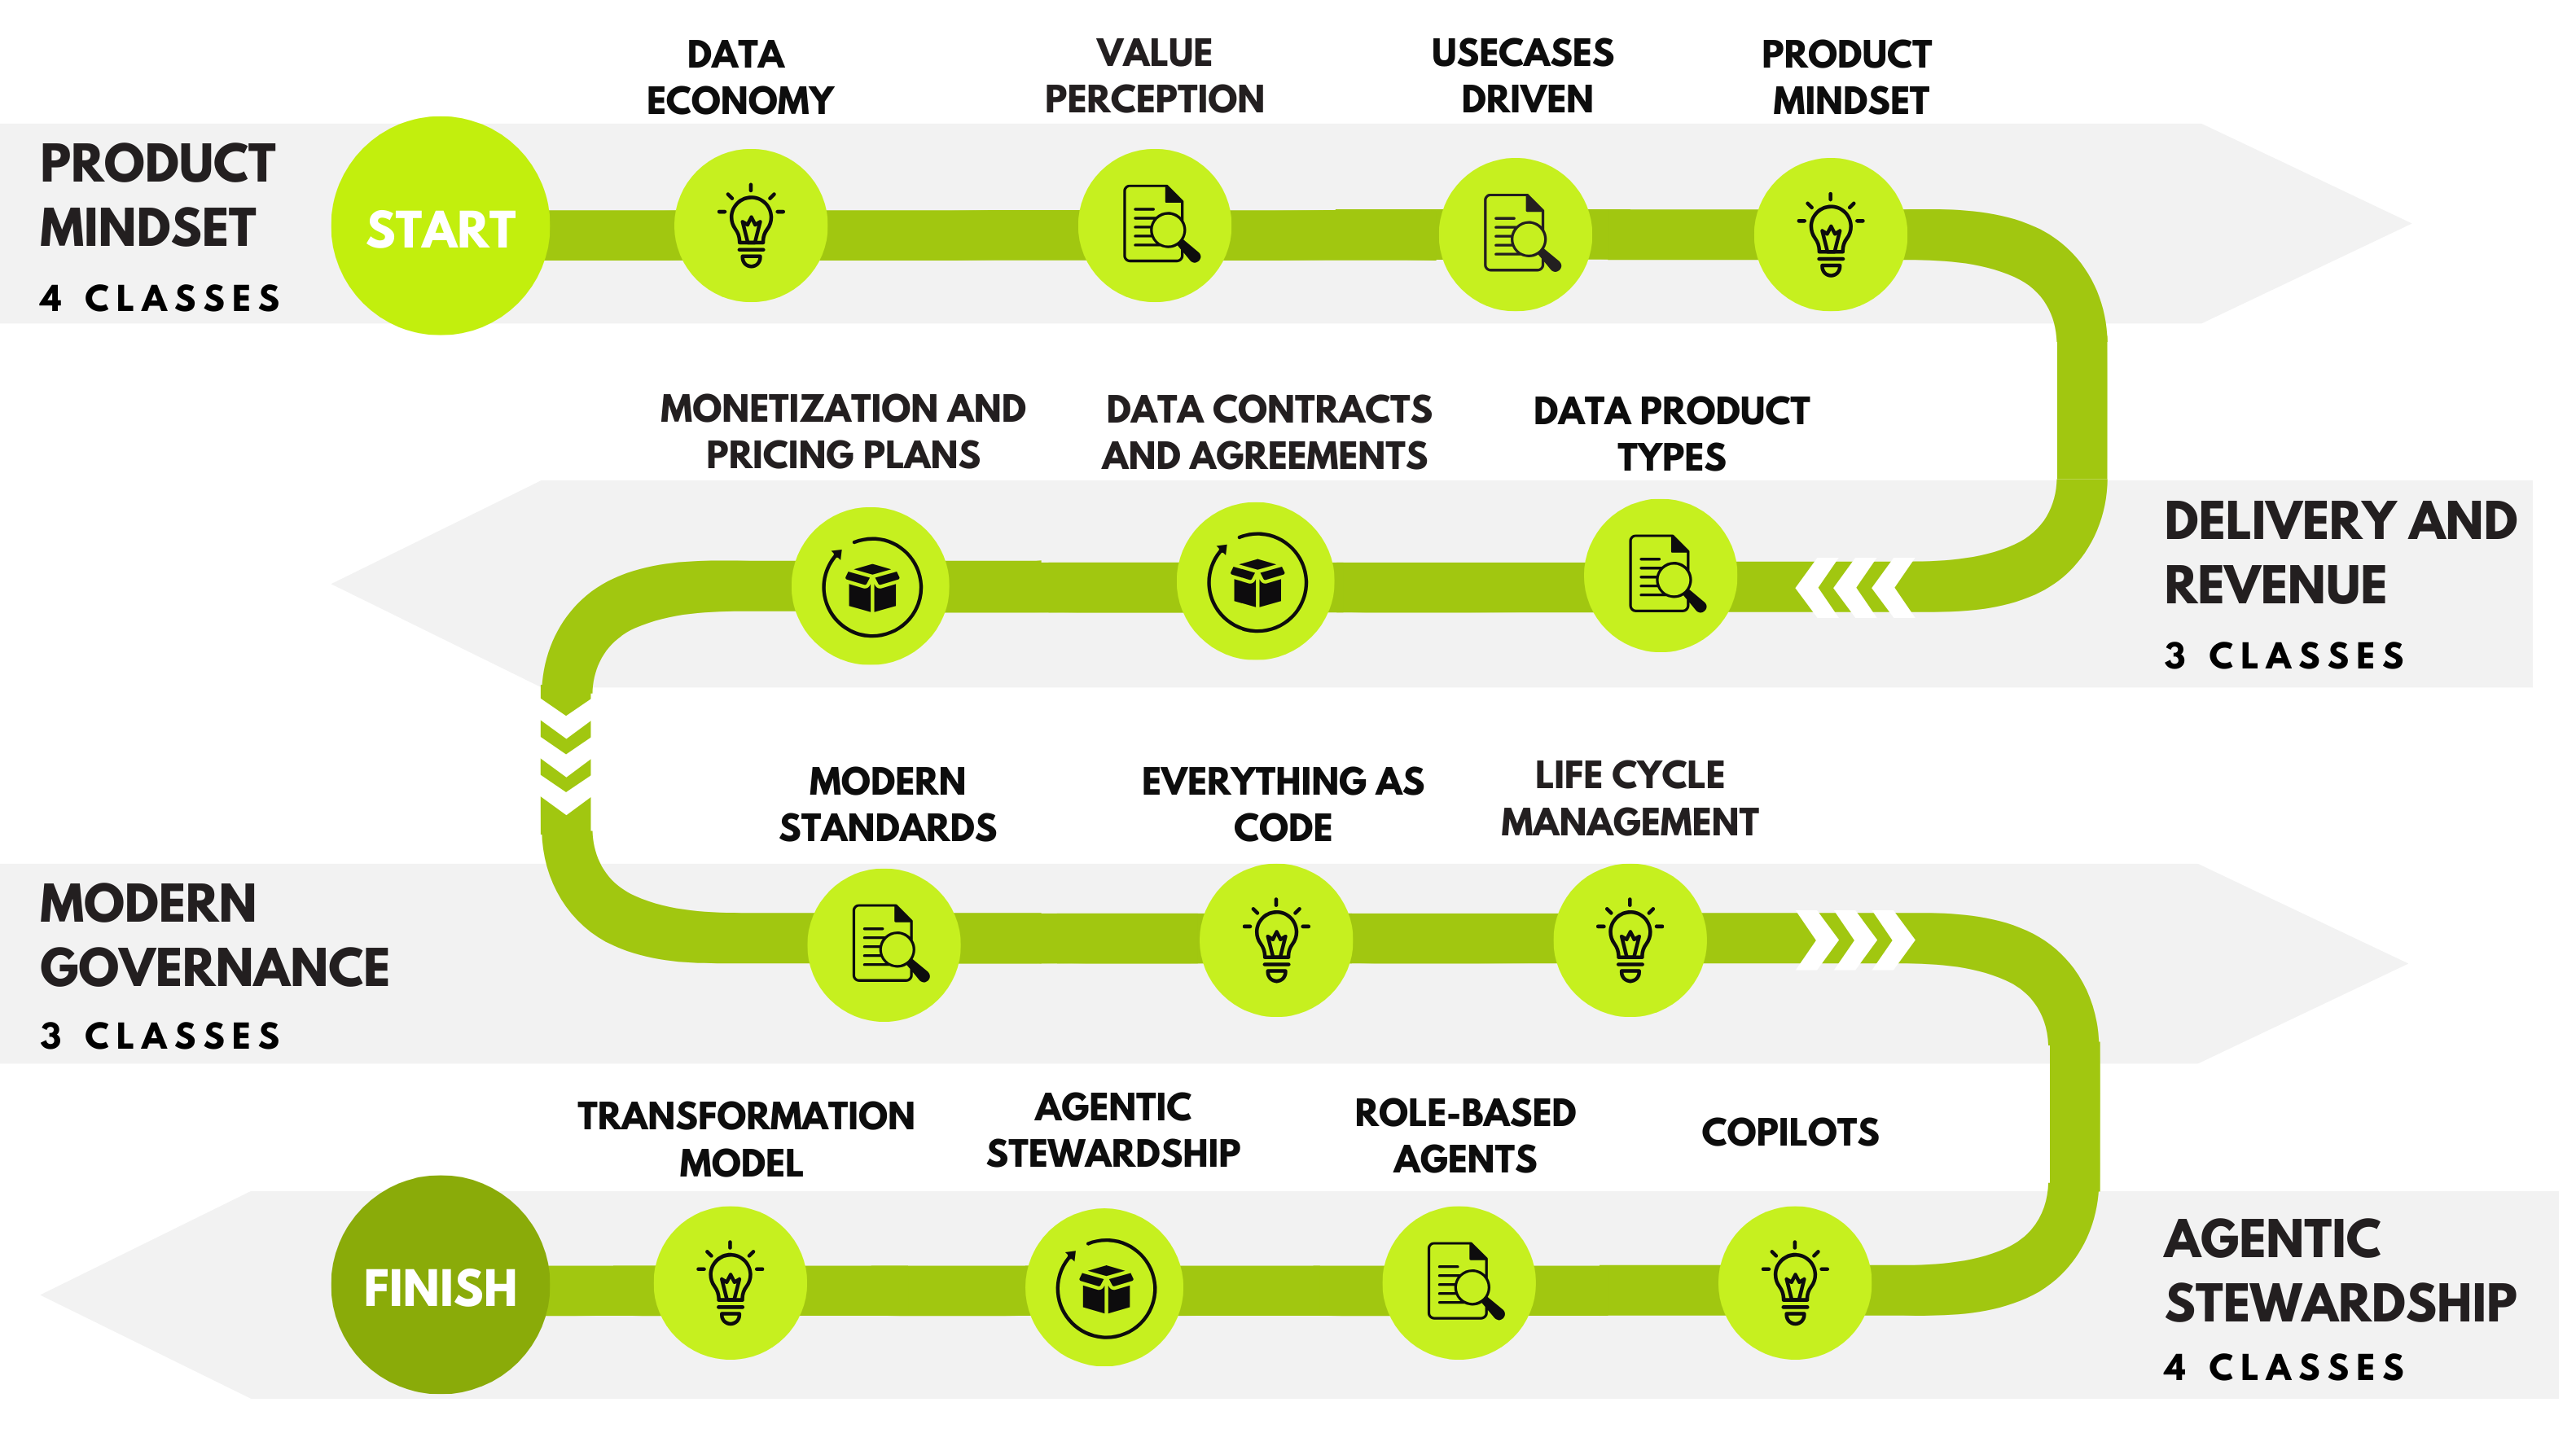 PRODUCT
MINDSET
4 CLASSES
START
DATA
ECONOMY
VALUE
PERCEPTION
USECASES
DRIVEN
PRODUCT
MINDSET
DELIVERY AND
REVENUE
3 CLASSES
DATA PRODUCT
TYPES
DATA CONTRACTS
AND AGREEMENTS
MONETIZATION AND
PRICING PLANS
MODERN
GOVERNANCE
3 CLASSES
MODERN
STANDARDS
EVERYTHING AS
CODE
LIFE CYCLE
MANAGEMENT
AGENTIC
STEWARDSHIP
4 CLASSES
COPILOTS
ROLE-BASED
AGENTS
AGENTIC
STEWARDSHIP
TRANSFORMATION
MODEL
FINISH